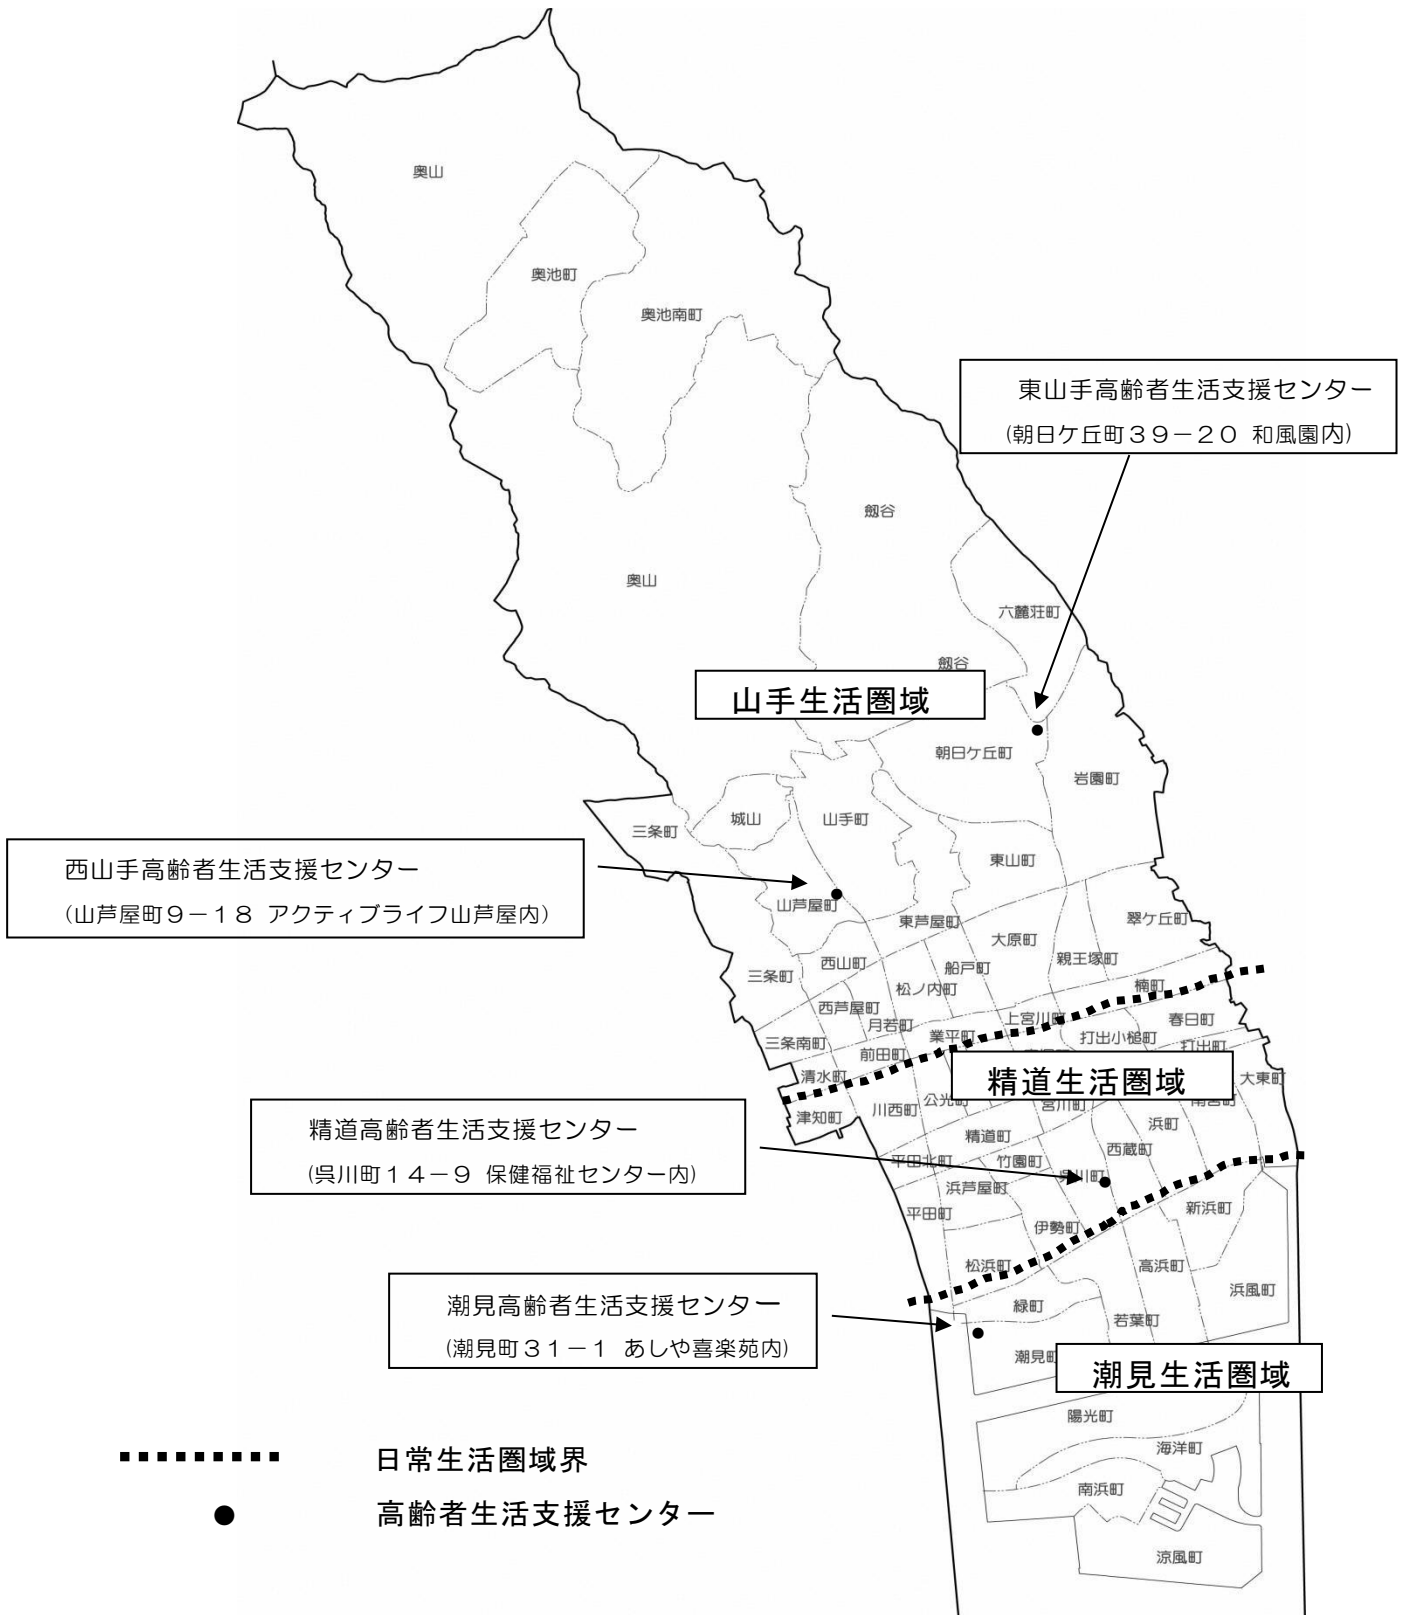 奥山
奥池町
奥池南町
東山手高齢者生活支援センター
(朝日ケ丘町３９－２０ 和風園内)
剱谷
奥山
六麓荘町
剱谷
山手生活圏域
朝日ケ丘町
岩園町
城山
山手町
三条町
東山町
西山手高齢者生活支援センター
(山芦屋町９－１８ アクティブライフ山芦屋内)
山芦屋町
東芦屋町
翠ケ丘町
大原町
親王塚町
西山町
船戸町
三条町
松ノ内町
楠町
西芦屋町
月若町
上宮川町
春日町
業平町
打出小槌町
三条南町
前田町
打出町
清水町
精道生活圏域
大東町
川西町
公光町
宮川町
津知町
浜町
精道高齢者生活支援センター
(呉川町１４－９ 保健福祉センター内)
精道町
西蔵町
平田北町
竹園町
呉川町
浜芦屋町
平田町
新浜町
伊勢町
松浜町
高浜町
浜風町
潮見高齢者生活支援センター
(潮見町３１－１ あしや喜楽苑内)
緑町
若葉町
潮見町
潮見生活圏域
陽光町
海洋町
南浜町
涼風町
日常生活圏域界
高齢者生活支援センター